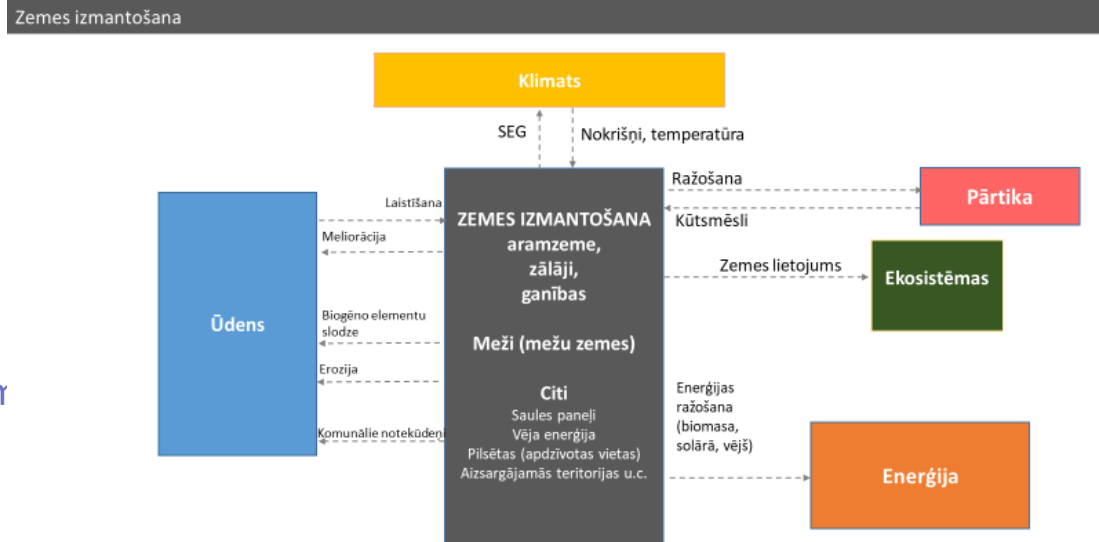 Zemes izmantošana
Klimats
SEG
Nokrišņi, temperatūra
Ražošana
Kūtsmēsli
Pārtika
Zemes lietojums
Ekosistēmas
Laistīšana
Meliorācija
Ūdens
Biogēno elementu
slodze
Erozija
Komunālie notekūdeņi
ZEMES IZMANTOŠANA
aramzeme,
zālāji,
ganības
Meži (mežu zemes)
Citi
Saules paneļi
Vēja enerģija
Pilsētas (apdzīvotas vietas)
Aizsargājamās teritorijas u.c.
Enerģijas
ražošana
(biomasa,
solārā, vējš)
Enerģija